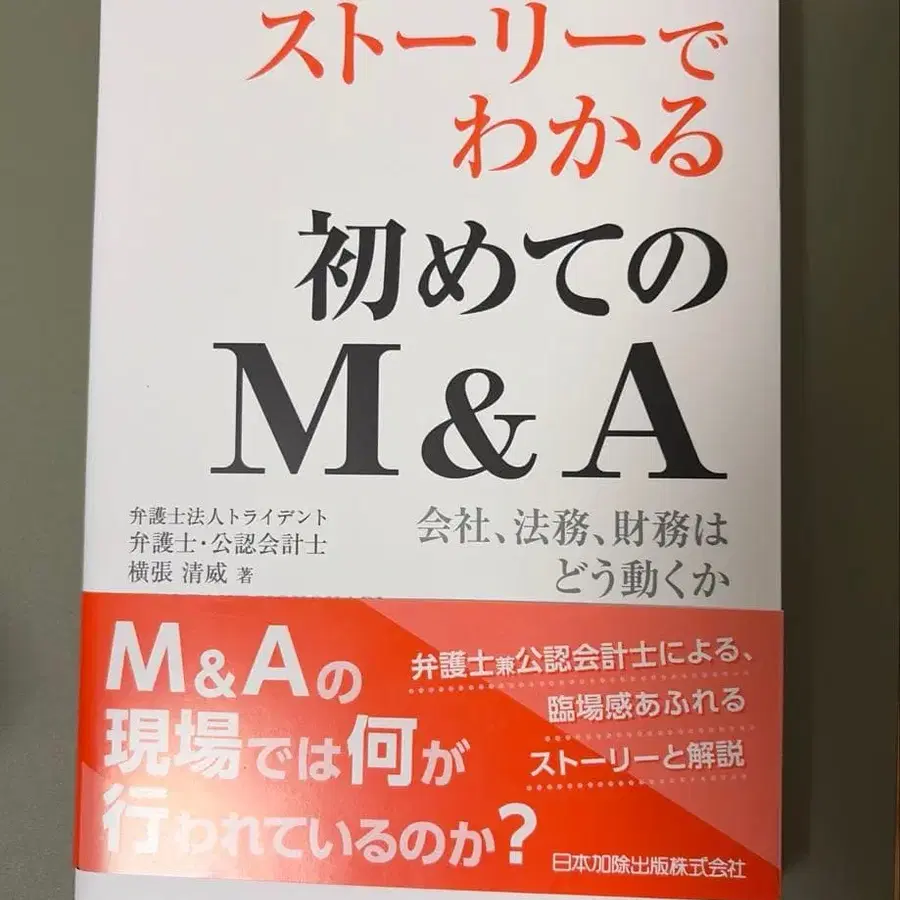 ストーリーで
わかる
初めての
M&A
会社、法務、財務は
どう動くか
弁護士法人トライデント
弁護士・公認会計士
横張 清威 著
M&Aの
現場では何が
行われているのか?
弁護士兼公認会計士による、
臨場感あふれる
ストーリーと解説
日本加除出版株式会社